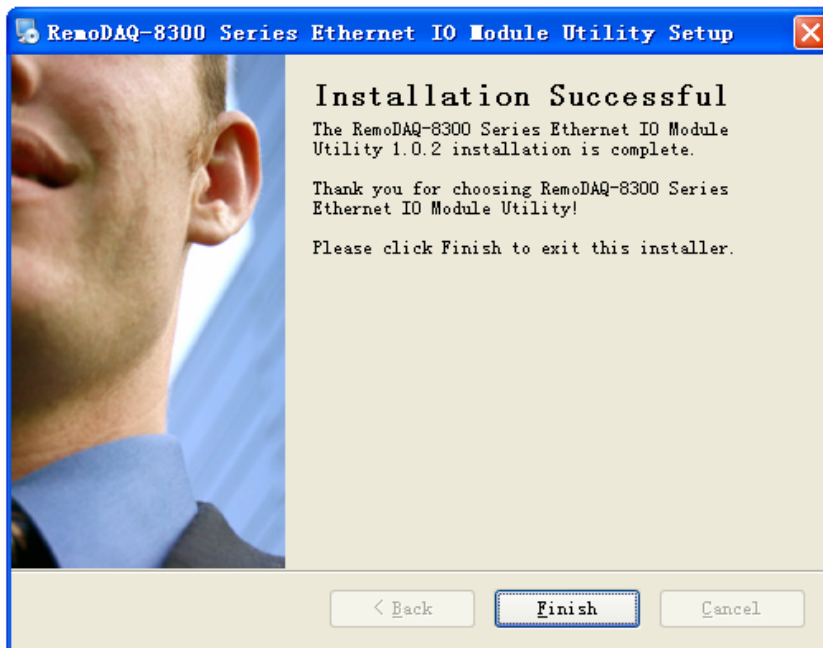 RemoDAQ-8300 Series Ethernet IO Module Utility Setup
Installation Successful
The RemoDAQ-8300 Series Ethernet IO Module
Utility 1.0.2 installation is complete.
Thank you for choosing RemoDAQ-8300 Series
Ethernet IO Module Utility!
Please click Finish to exit this installer.
< Back Finish Cancel